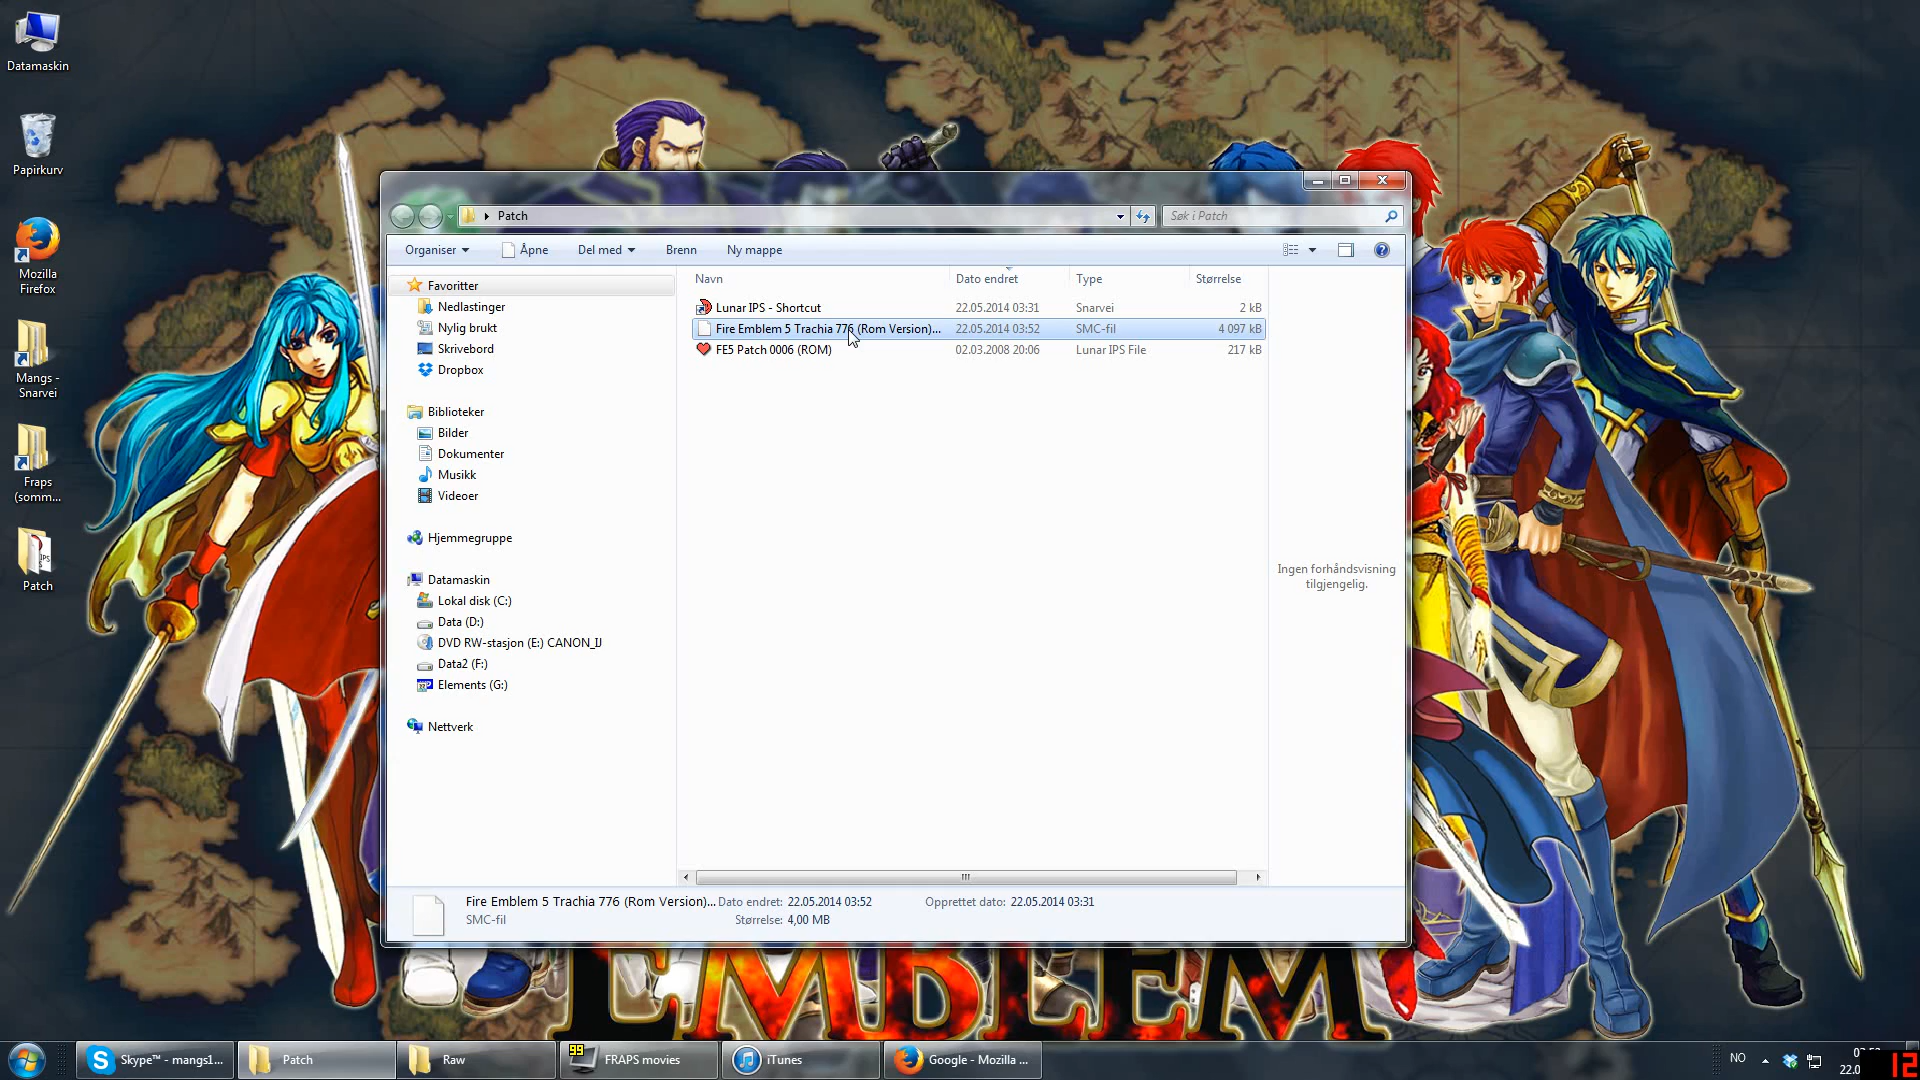 Datamaskin
Papirkurv
Mozilla
Firefox
Mangs -
Snarvei
Fraps
(somm...
Patch
Patch
Søk i Patch
Organiser
Åpne
Del med
Brenn
Ny mappe
Favoritter
Nedlastinger
Nylig brukt
Skrivebord
Dropbox
Biblioteker
Bilder
Dokumenter
Musikk
Videoer
Hjemmegruppe
Datamaskin
Lokal disk (C:)
Data (D:)
DVD RW-stasjon (E:) CANON_IJ
Data2 (F:)
Elements (G:)
Nettverk
Navn Dato endret Type Størrelse
Lunar IPS - Shortcut 22.05.2014 03:31 Snarvei 2 kB
Fire Emblem 5 Trachia 776 (Rom Version)... 22.05.2014 03:52 SMC-fil 4 097 kB
FE5 Patch 0006 (ROM) 02.03.2008 20:06 Lunar IPS File 217 kB
Ingen forhåndsvisning
tilgjengelig.
Fire Emblem 5 Trachia 776 (Rom Version)... Dato endret: 22.05.2014 03:52 Opprettet dato: 22.05.2014 03:31
SMC-fil Størrelse: 4,00 MB
EMBLEM
Skype™ - mangs1...
Patch
Raw
99
FRAPS movies
iTunes
Google - Mozilla ...
NO
12